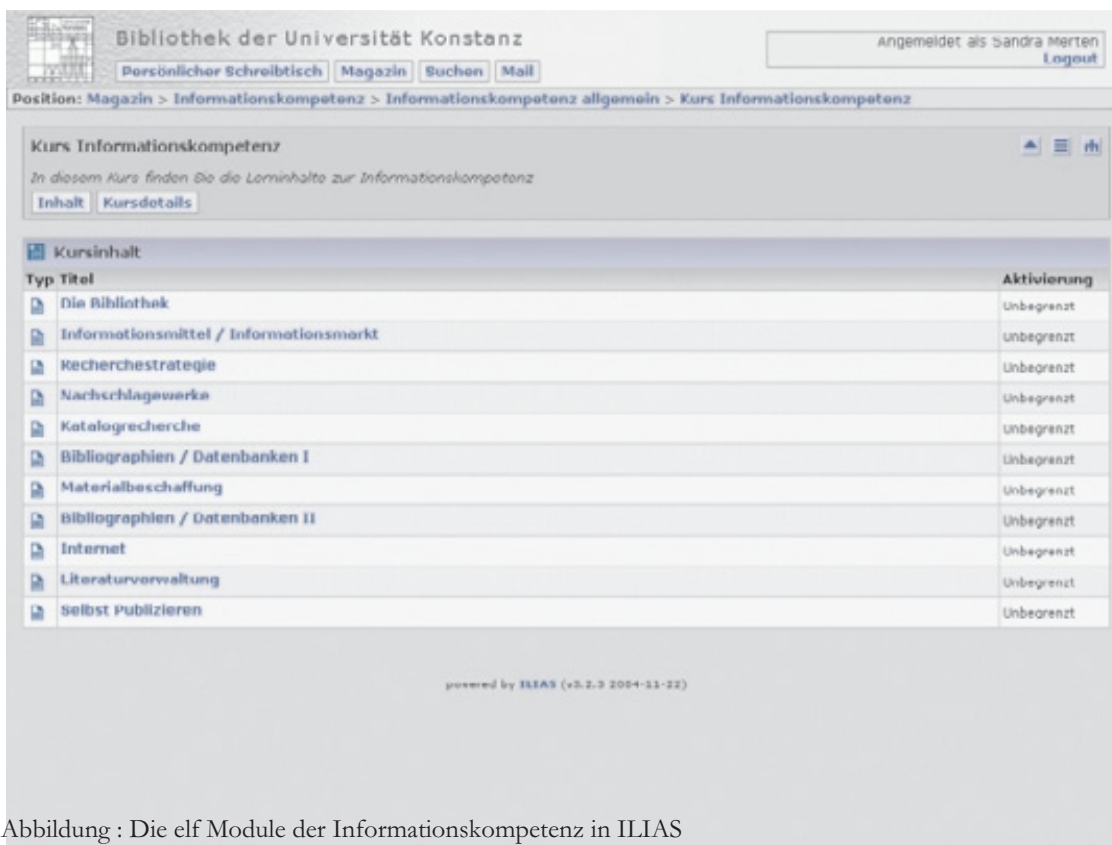 Bibliothek der Universität Konstanz
Angemeldet als Sandra Merten
Logout
Persönlicher Schreibtisch Magazin Suchen Mail
Position: Magazin > Informationskompetenz > Informationskompetenz allgemein > Kurs Informationskompetenz
Kurs Informationskompetenz
In diesem Kurs finden Sie die Lerninhalte zur Informationskompetenz
Inhalt Kursdetails
Kursinhalt
Typ Titel Aktivierung
Die Bibliothek Unbegrenzt
Informationsmittel / Informationsmarkt Unbegrenzt
Recherchestrategie Unbegrenzt
Nachschlagewerke Unbegrenzt
Katalogrecherche Unbegrenzt
Bibliographien / Datenbanken I Unbegrenzt
Materialbeschaffung Unbegrenzt
Bibliographien / Datenbanken II Unbegrenzt
Internet Unbegrenzt
Literaturverwaltung Unbegrenzt
Selbst Publizieren Unbegrenzt
powered by ILIAS (v3.2.3 2004-11-22)
Abbildung : Die elf Module der Informationskompetenz in ILIAS